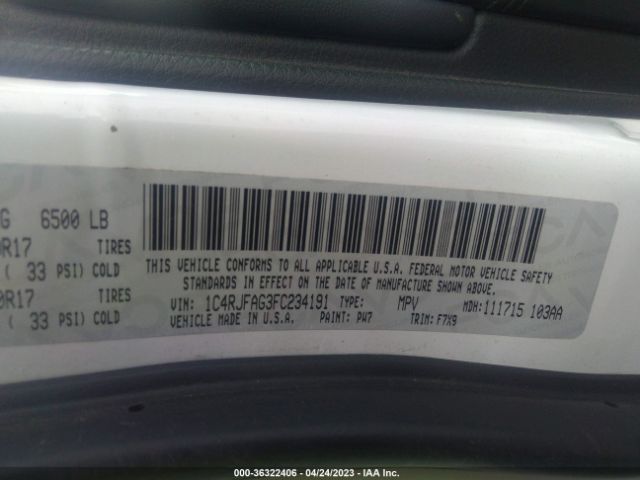 G 6500 LB
0R17 TIRES
( 33 PSI) COLD
0R17 TIRES
( 33 PSI) COLD
THIS VEHICLE CONFORMS TO ALL APPLICABLE U.S.A. FEDERAL MOTOR VEHICLE SAFETY
STANDARDS IN EFFECT ON THE DATE OF MANUFACTURE SHOWN ABOVE.
VIN: 1C4RJFAG3FC234191 TYPE: MPV MDH: 111715 103AA
VEHICLE MADE IN U.S.A. PAINT: PW7 TRIM: F7X9
000-36322406 - 04/24/2023 - IAA Inc.